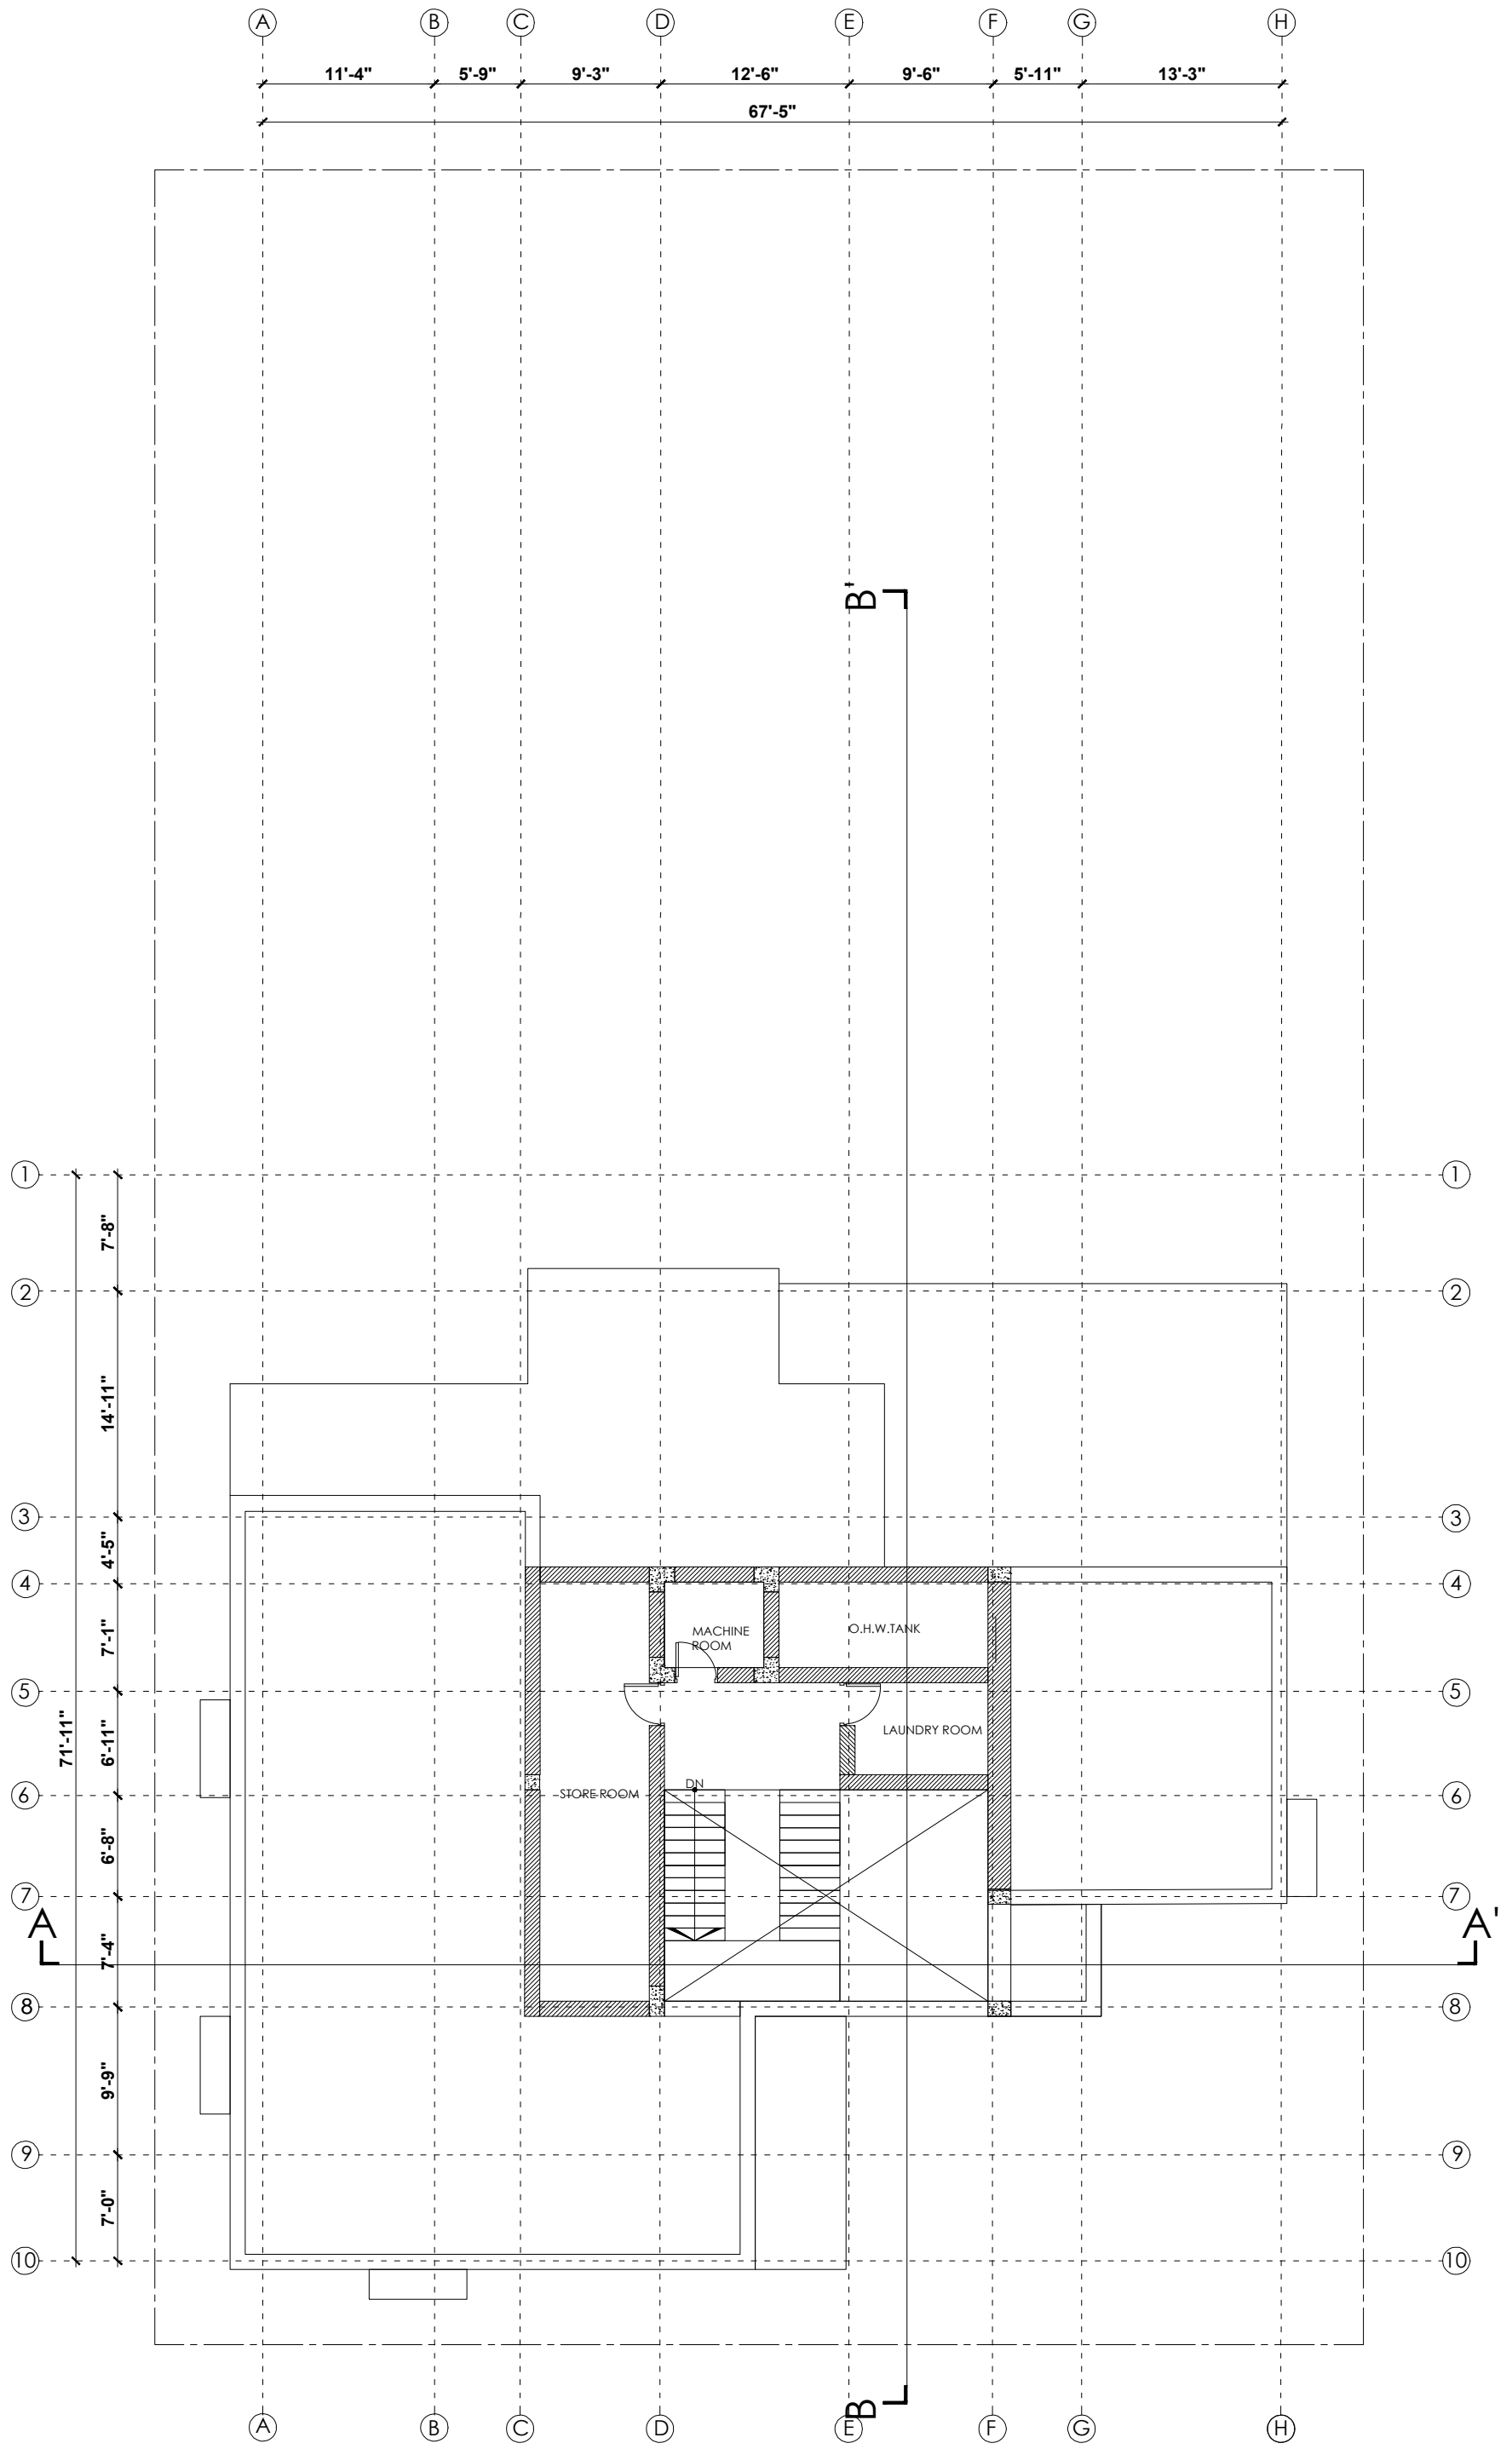 A B C D E F G H
11'-4" 5'-9" 9'-3" 12'-6" 9'-6" 5'-11" 13'-3"
67'-5"
B'
1 1
7'-8"
2 2
14'-11"
3 3
4'-5"
4 4
7'-1"
MACHINE
ROOM
O.H.W.TANK
5 5
71'-11"
6'-11"
LAUNDRY ROOM
DN
STORE ROOM
6 6
6'-8"
7 7
A A'
7'-4"
8 8
9'-9"
9 9
7'-0"
10 10
B
A B C D E F G H